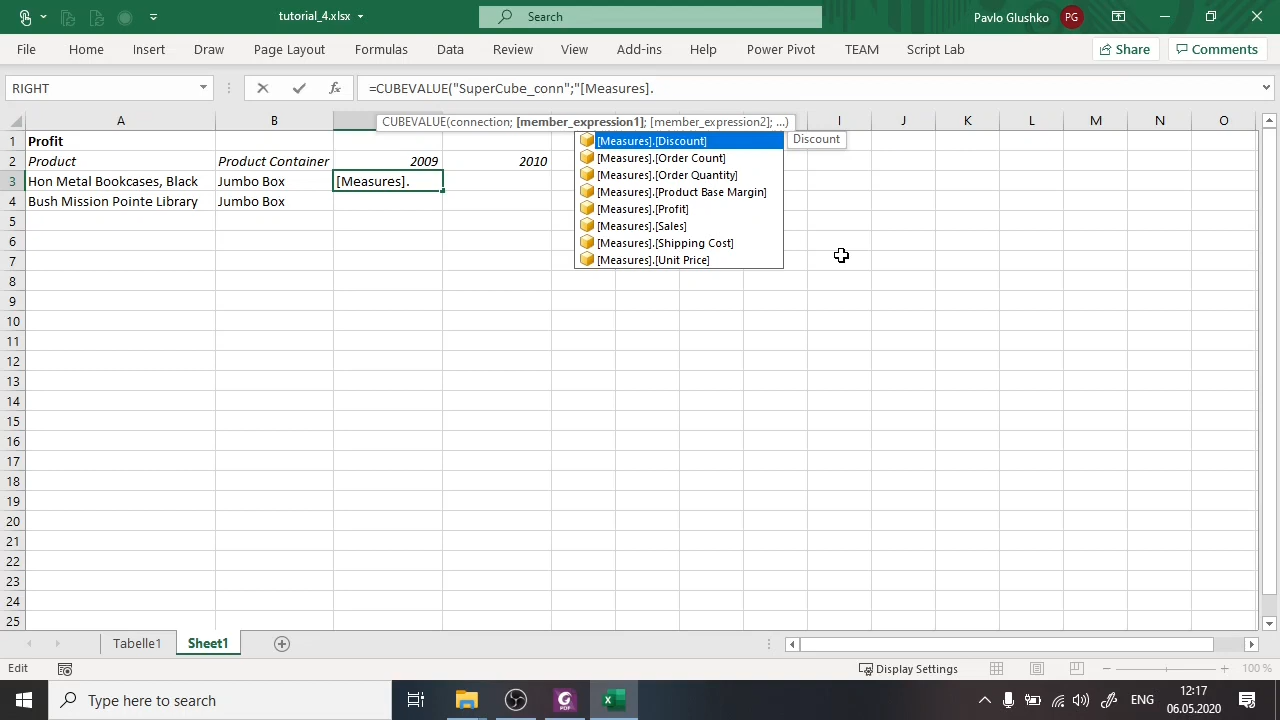 tutorial_4.xlsx
Search
Pavlo Glushko
PG
File
Home
Insert
Draw
Page Layout
Formulas
Data
Review
View
Add-ins
Help
Power Pivot
TEAM
Script Lab
Share
Comments
RIGHT
fx
=CUBEVALUE("SuperCube_conn";"[Measures].
CUBEVALUE(connection; [member_expression1]; [member_expression2]; ...)
A B I J K L M N O
[Measures].[Discount]
Discount
[Measures].[Order Count]
[Measures].[Order Quantity]
[Measures].[Product Base Margin]
[Measures].[Profit]
[Measures].[Sales]
[Measures].[Shipping Cost]
[Measures].[Unit Price]
1 Profit
2 Product Product Container 2009 2010
3 Hon Metal Bookcases, Black Jumbo Box [Measures].
4 Bush Mission Pointe Library Jumbo Box
5
6
7
8
9
10
11
12
13
14
15
16
17
18
19
20
21
22
23
24
25
Tabelle1
Sheet1
Edit
Display Settings
100 %
Type here to search
ENG
12:17
06.05.2020